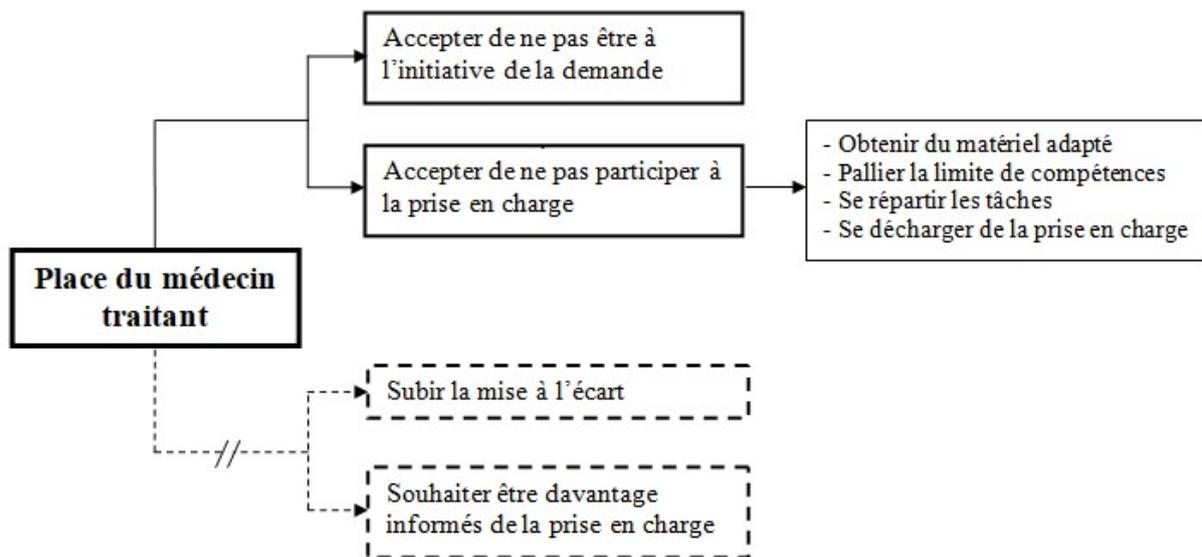 Accepter de ne pas être à
l'initiative de la demande
Accepter de ne pas participer à
la prise en charge
- Obtenir du matériel adapté
- Pallier la limite de compétences
- Se répartir les tâches
- Se décharger de la prise en charge
Place du médecin
traitant
Subir la mise à l'écart
Souhaiter être davantage
informés de la prise en charge